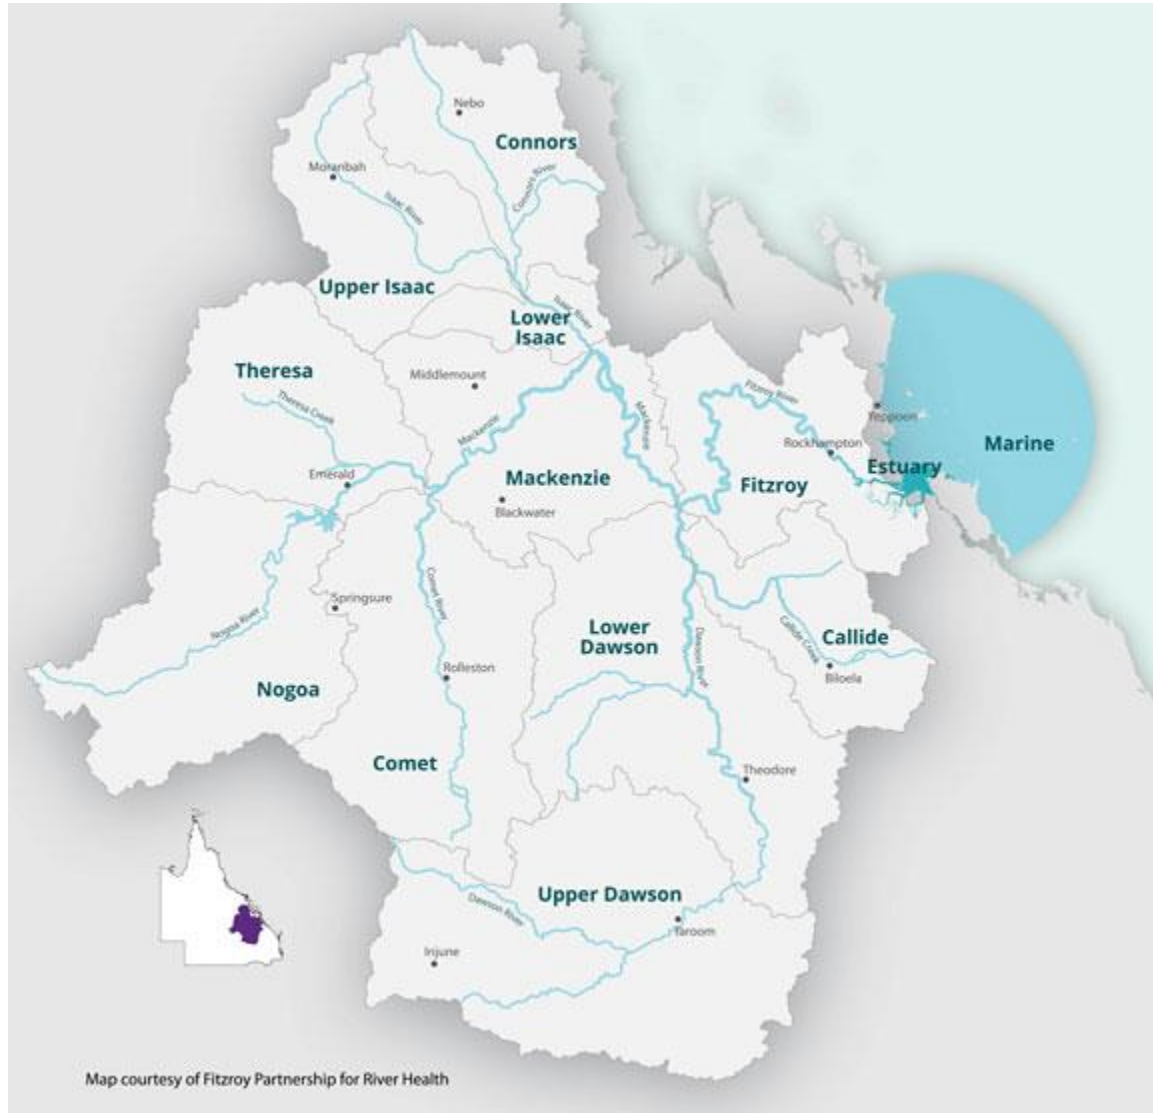 Nebo
Connors
Moranbah
Connors River
Isaac River
Upper Isaac
Isaac River
Lower
Isaac
Theresa
Middlemount
Theresa Creek
Mackenzie
Mackenzie
Fitzroy River
Yeppoon
Rockhampton
Marine
Estuary
Emerald
Mackenzie
Fitzroy
Blackwater
Comet River
Springsure
Nogoa River
Lower
Dawson
Dawson River
Callide Creek
Callide
Rolleston
Biloela
Nogoa
Comet
Theodore
Upper Dawson
Dawson River
Taroom
Injune
Map courtesy of Fitzroy Partnership for River Health